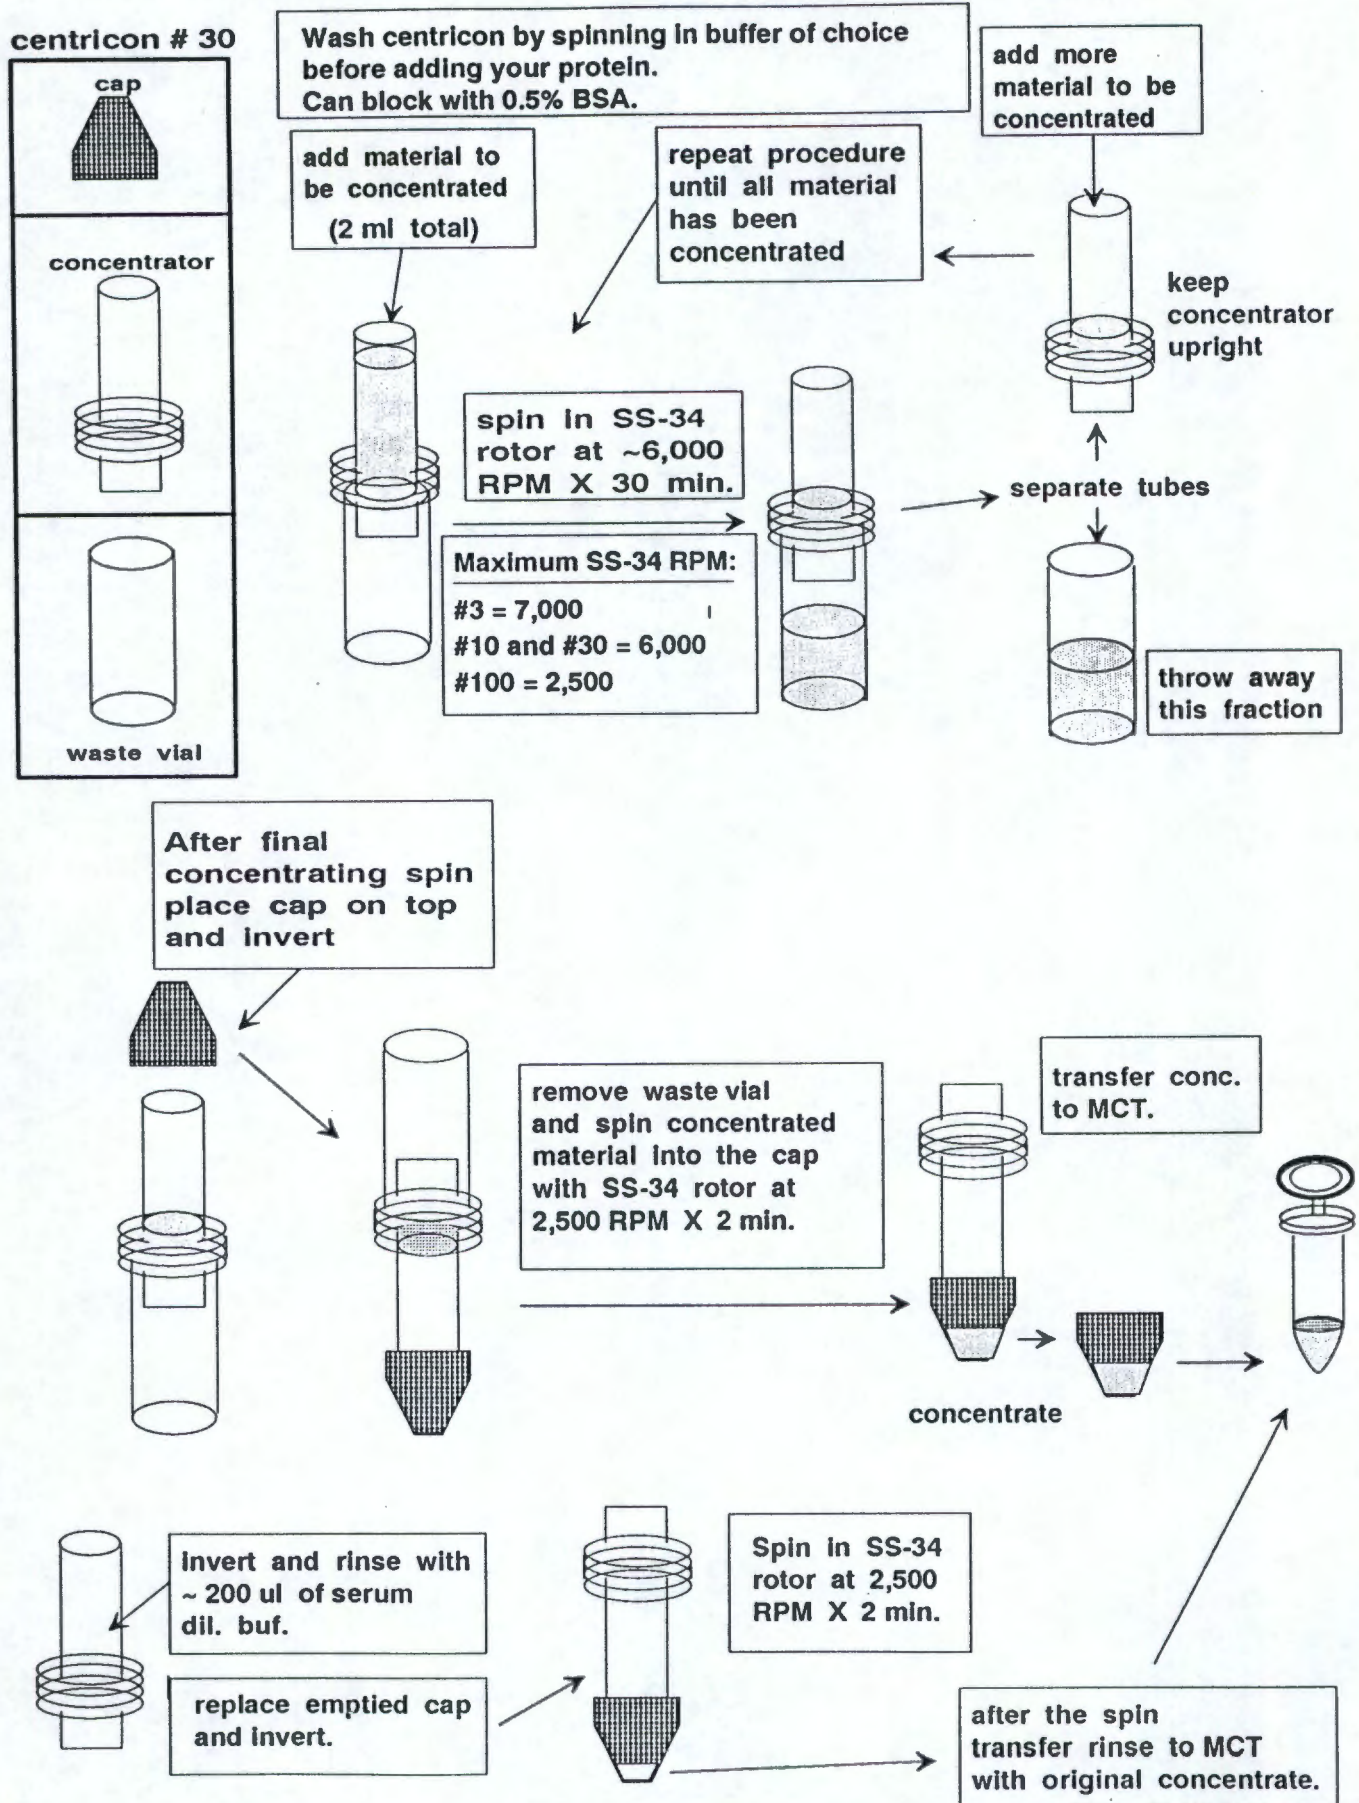 centricon # 30
cap
concentrator
waste vial
Wash centricon by spinning in buffer of choice
before adding your protein.
Can block with 0.5% BSA.
add material to
be concentrated
(2 ml total)
repeat procedure
until all material
has been
concentrated
add more
material to be
concentrated
keep
concentrator
upright
spin in SS-34
rotor at ~6,000
RPM X 30 min.
Maximum SS-34 RPM:
#3 = 7,000
#10 and #30 = 6,000
#100 = 2,500
separate tubes
throw away
this fraction
After final
concentrating spin
place cap on top
and invert
remove waste vial
and spin concentrated
material into the cap
with SS-34 rotor at
2,500 RPM X 2 min.
transfer conc.
to MCT.
concentrate
invert and rinse with
~ 200 ul of serum
dil. buf.
replace emptied cap
and invert.
Spin in SS-34
rotor at 2,500
RPM X 2 min.
after the spin
transfer rinse to MCT
with original concentrate.